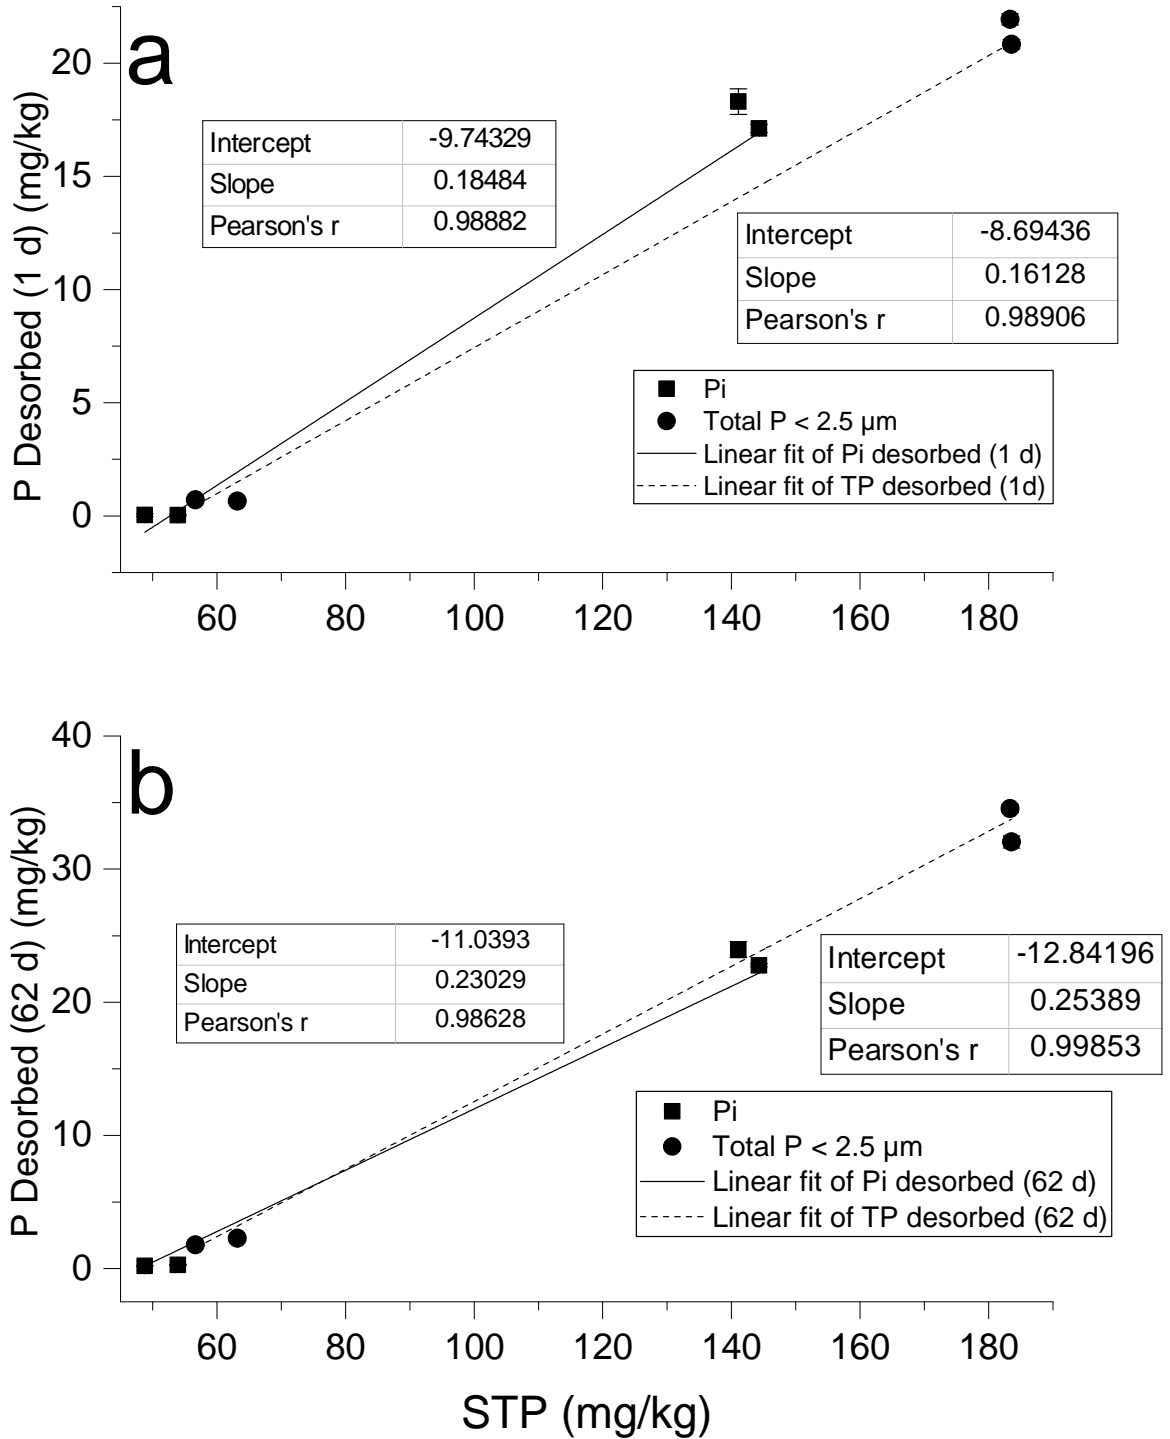 a
P Desorbed (1 d) (mg/kg)
20
15
10
5
0
Intercept -9.74329
Slope 0.18484
Pearson's r 0.98882
Intercept -8.69436
Slope 0.16128
Pearson's r 0.98906
Pi
Total P < 2.5 µm
Linear fit of Pi desorbed (1 d)
Linear fit of TP desorbed (1d)
60 80 100 120 140 160 180
b
P Desorbed (62 d) (mg/kg)
40
30
20
10
0
Intercept -11.0393
Slope 0.23029
Pearson's r 0.98628
Intercept -12.84196
Slope 0.25389
Pearson's r 0.99853
Pi
Total P < 2.5 µm
Linear fit of Pi desorbed (62 d)
Linear fit of TP desorbed (62 d)
60 80 100 120 140 160 180
STP (mg/kg)